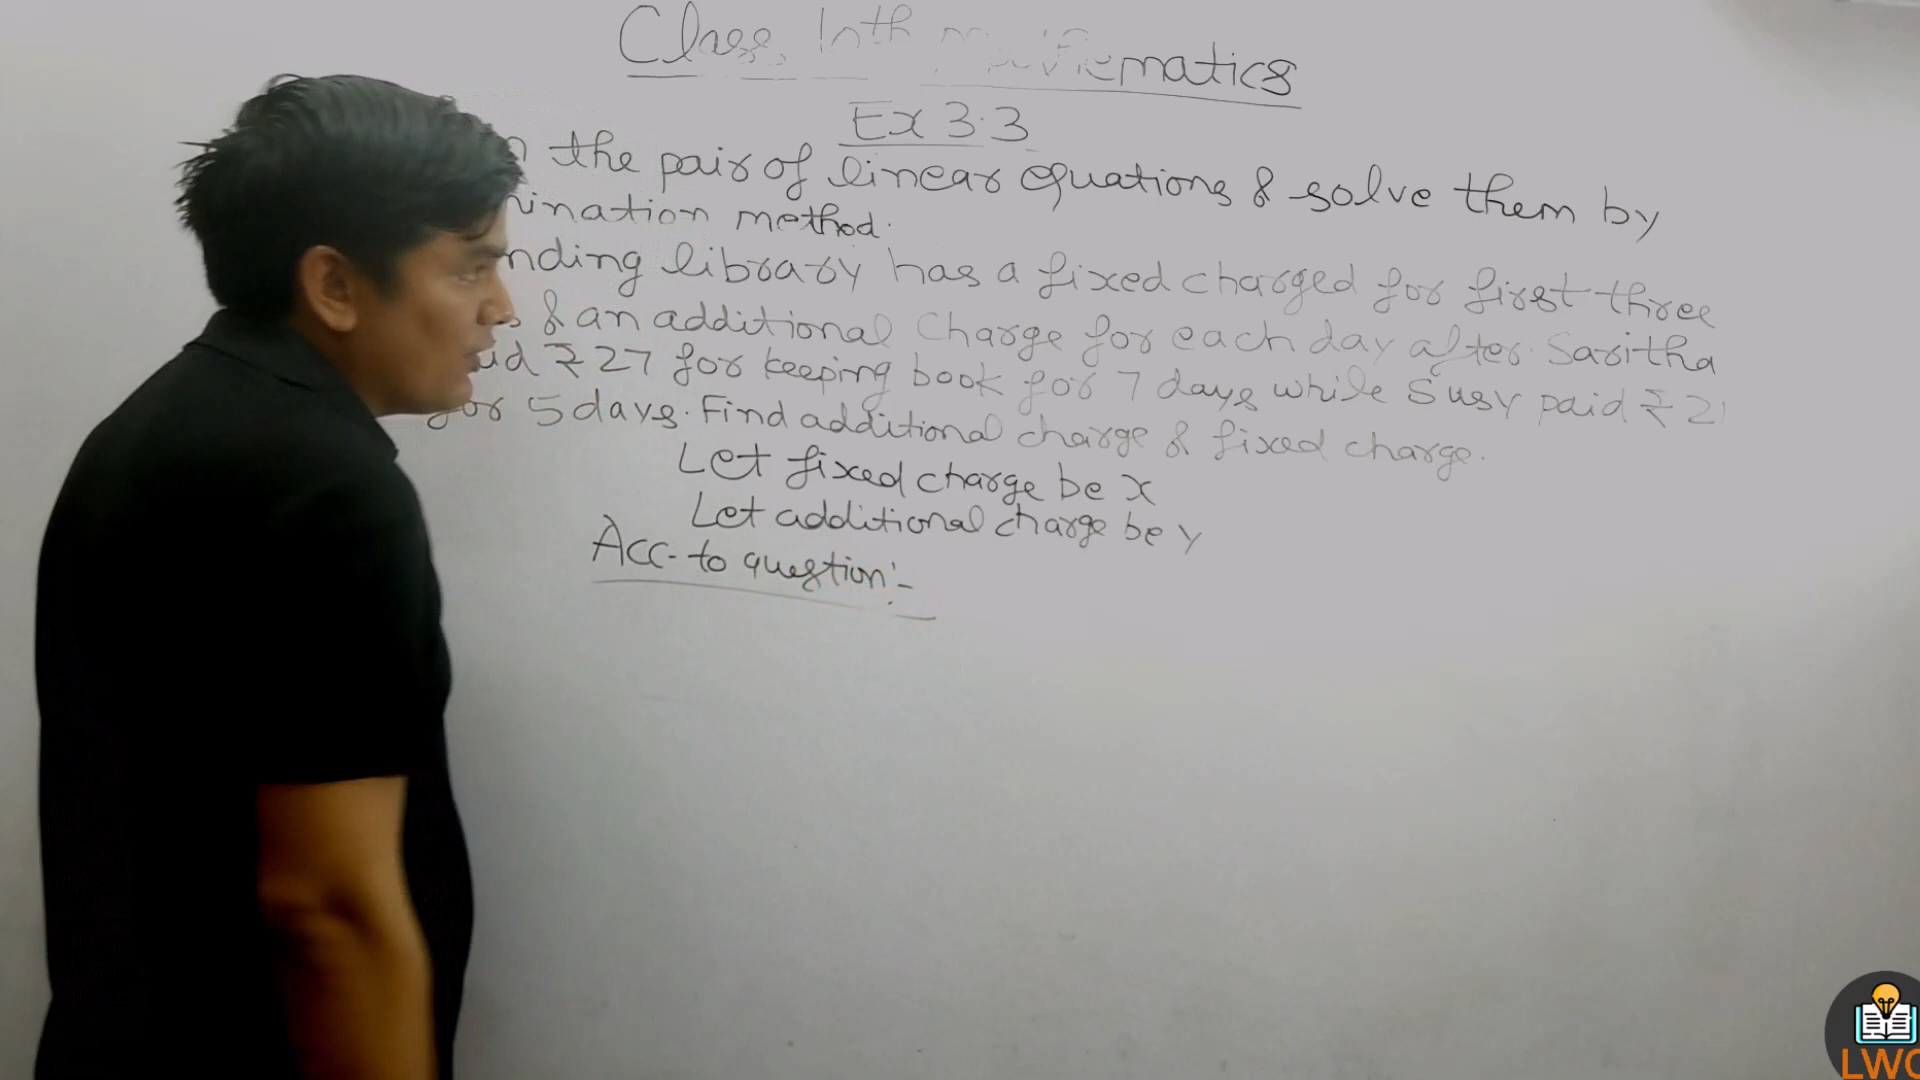 Class 10th mathematics
Ex 3.3
the pair of linear equations & solve them by
ination method.
nding library has a fixed charged for first three
s & an additional charge for each day after. Saritha
id ₹27 for keeping book for 7 days while Susy paid ₹21
for 5 days. Find additional charge & fixed charge.
Let fixed charge be x
Let additional charge be y
Acc. to question:-
LWC